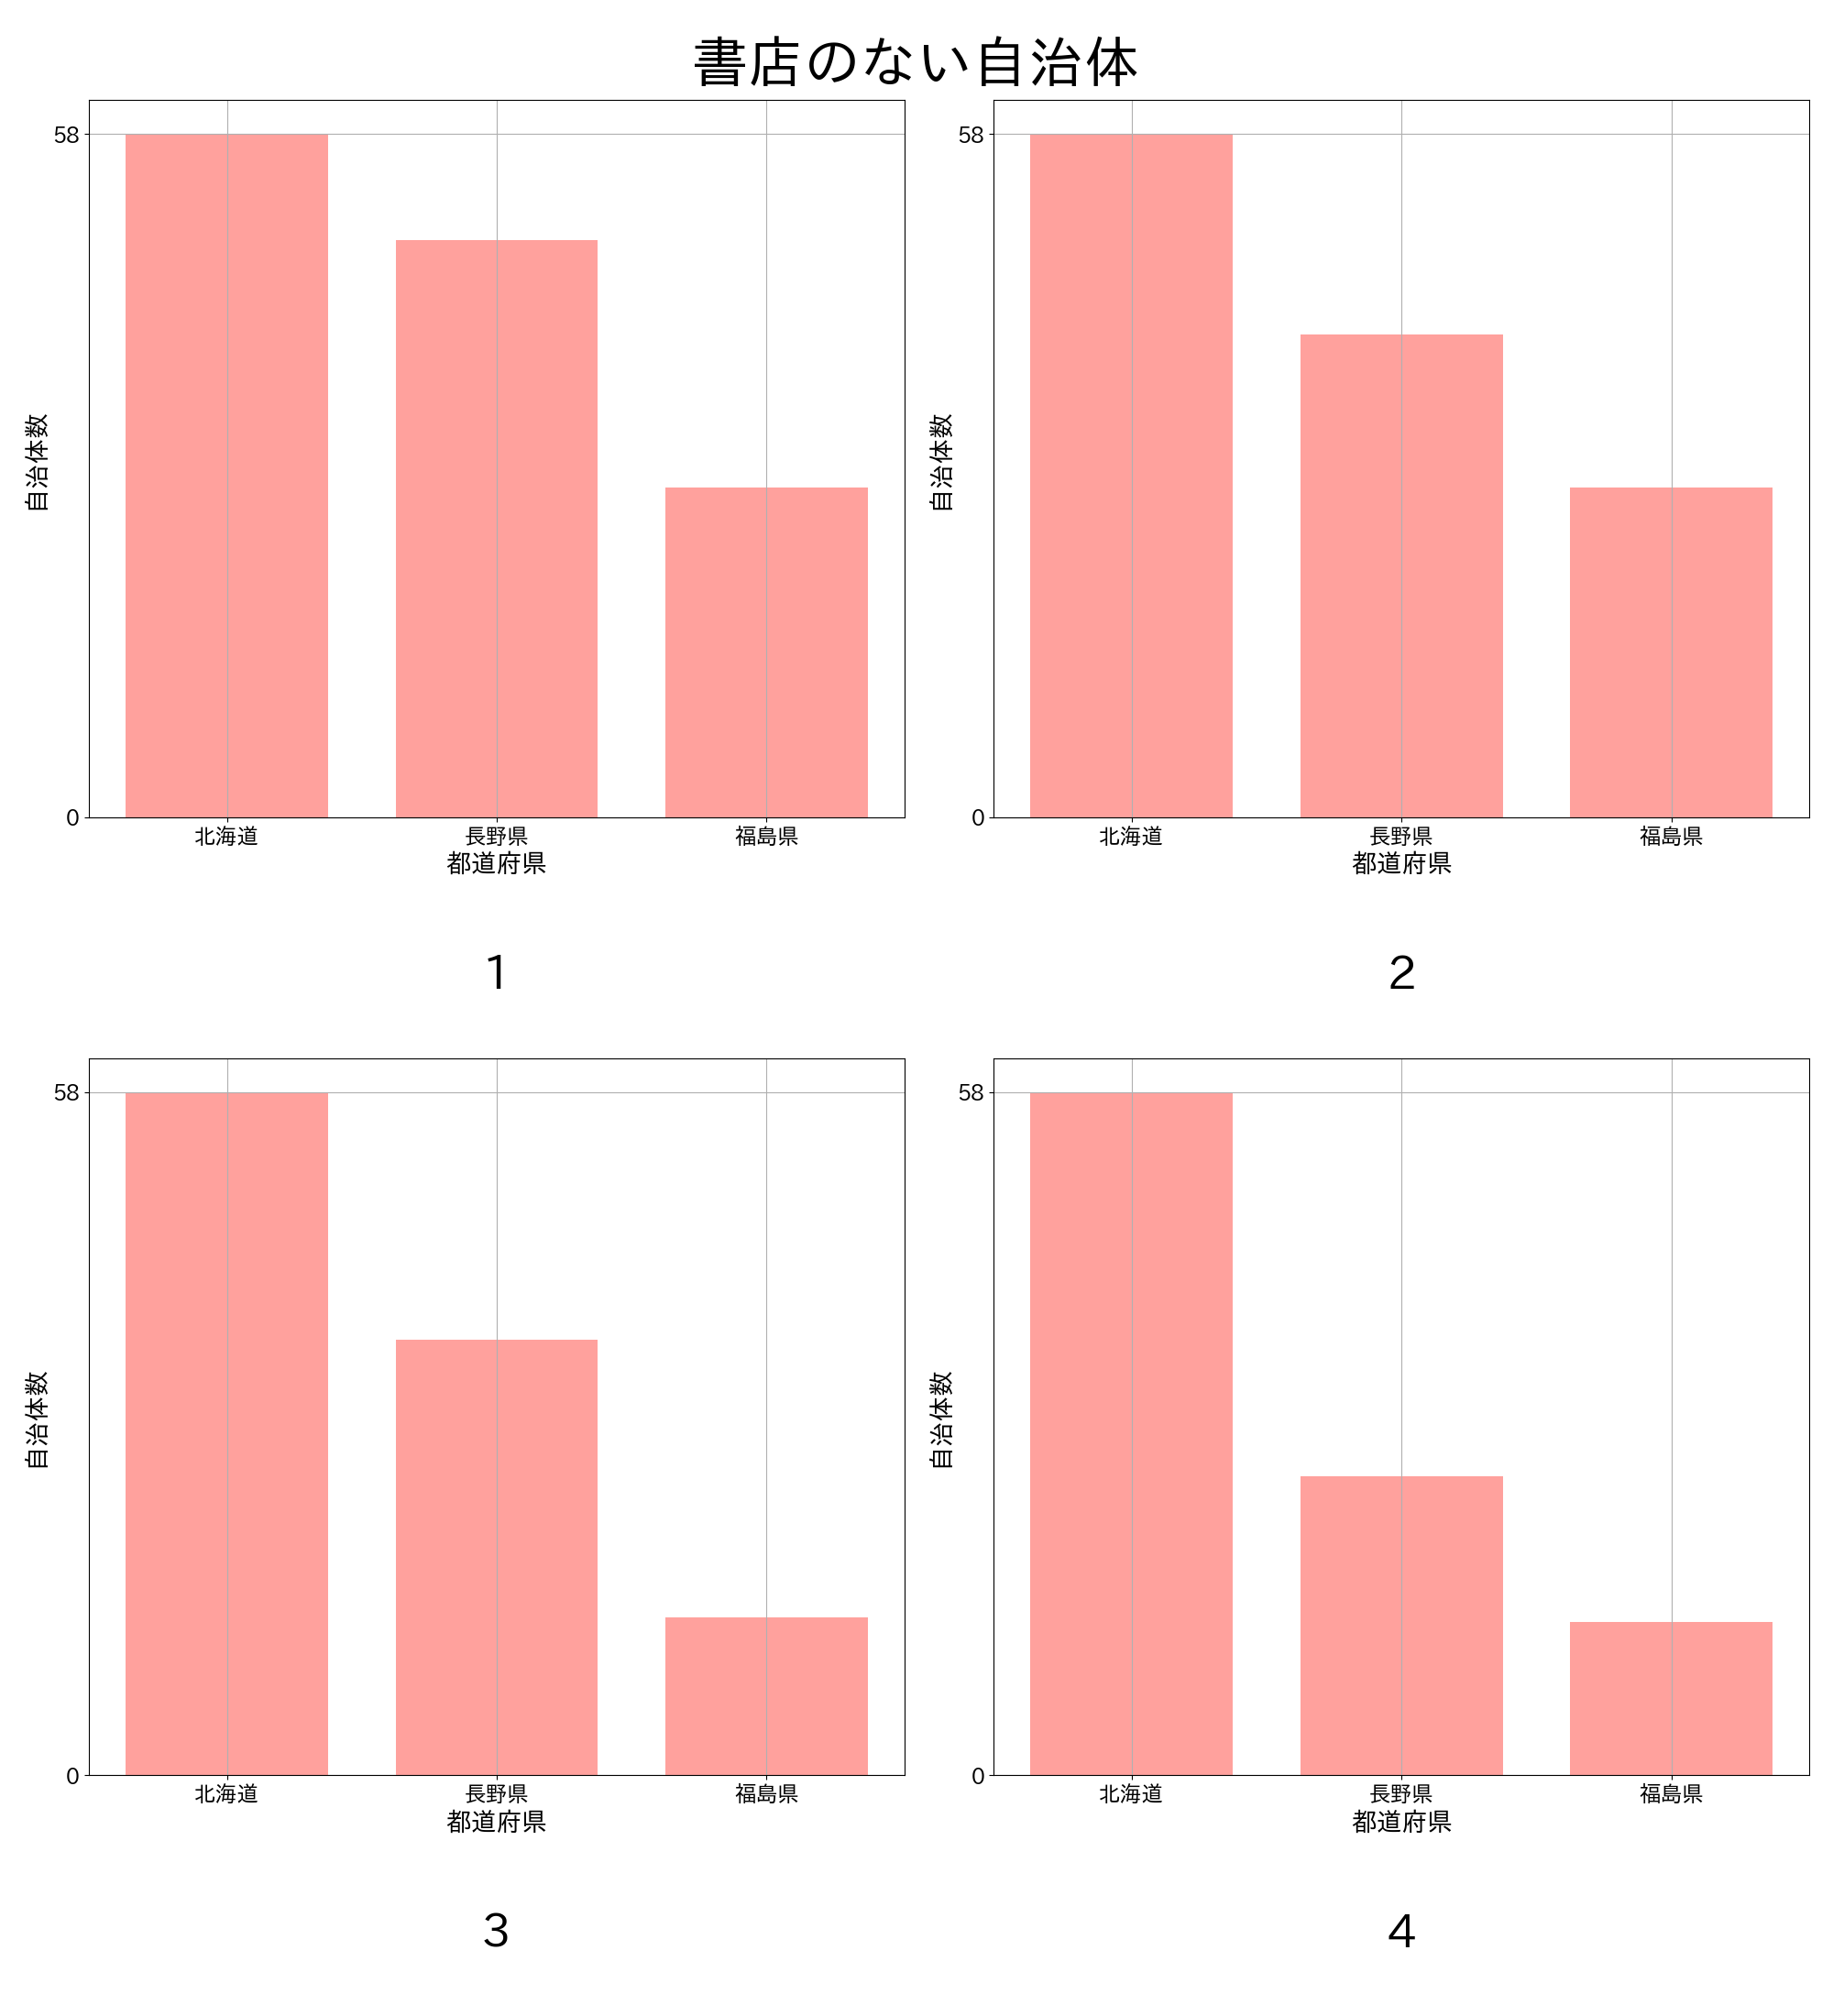 書店のない自治体
58
0
自治体数
北海道 長野県 福島県
都道府県
1
58
0
自治体数
北海道 長野県 福島県
都道府県
2
58
0
自治体数
北海道 長野県 福島県
都道府県
3
58
0
自治体数
北海道 長野県 福島県
都道府県
4